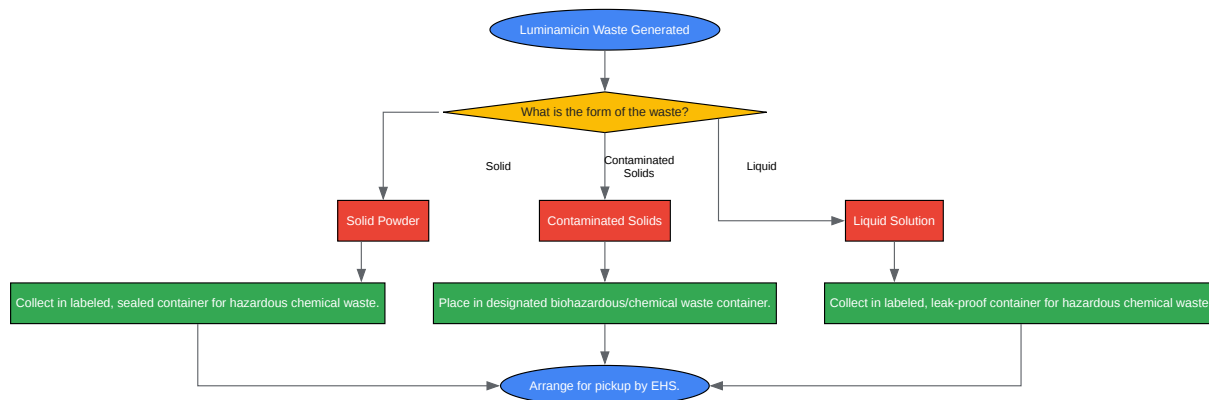 Luminamicin Waste Generated
What is the form of the waste?
Solid
Contaminated
Solids
Liquid
Solid Powder
Contaminated Solids
Liquid Solution
Collect in labeled, sealed container for hazardous chemical waste.
Place in designated biohazardous/chemical waste container.
Collect in labeled, leak-proof container for hazardous chemical waste
Arrange for pickup by EHS.